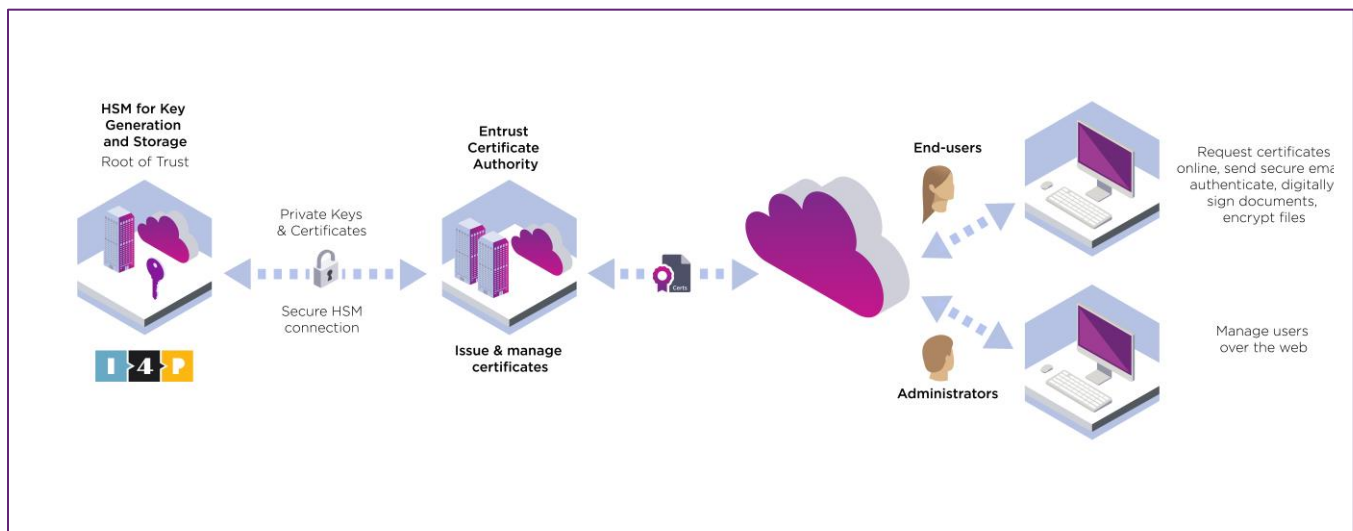 HSM for Key
Generation
and Storage
Root of Trust
I 4 P
Private Keys
& Certificates
Secure HSM
connection
Entrust
Certificate
Authority
Issue & manage
certificates
Certs
End-users
Administrators
Request certificates
online, send secure ema
authenticate, digitally
sign documents,
encrypt files
Manage users
over the web